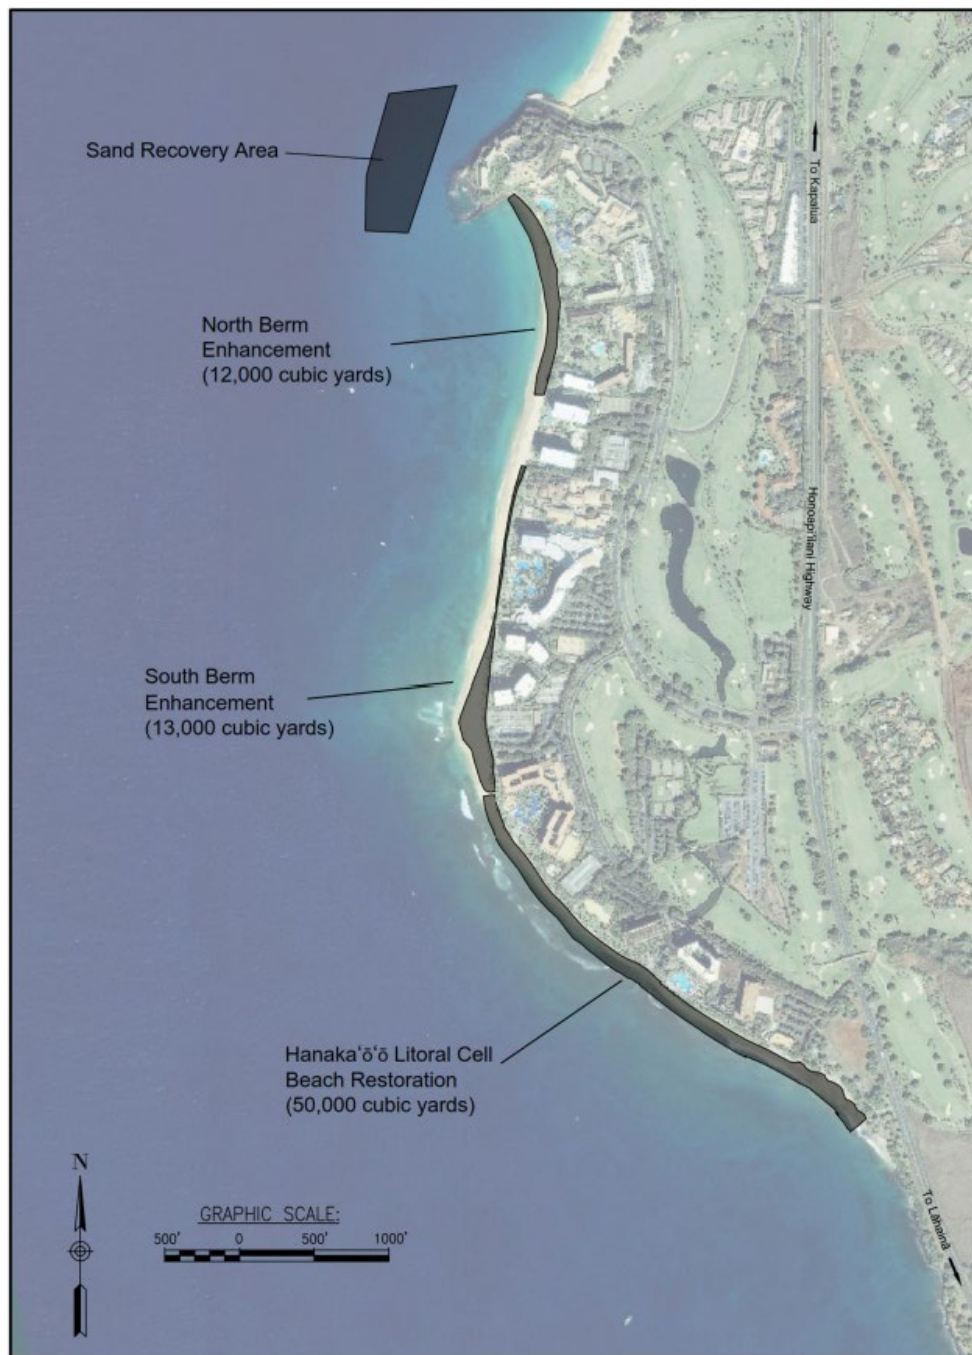 Sand Recovery Area
To Kapalua
North Berm
Enhancement
(12,000 cubic yards)
Honoapiʻilani Highway
South Berm
Enhancement
(13,000 cubic yards)
Hanakaʻōʻō Litoral Cell
Beach Restoration
(50,000 cubic yards)
N
GRAPHIC SCALE:
500' 0 500' 1000'
To Lāhainā